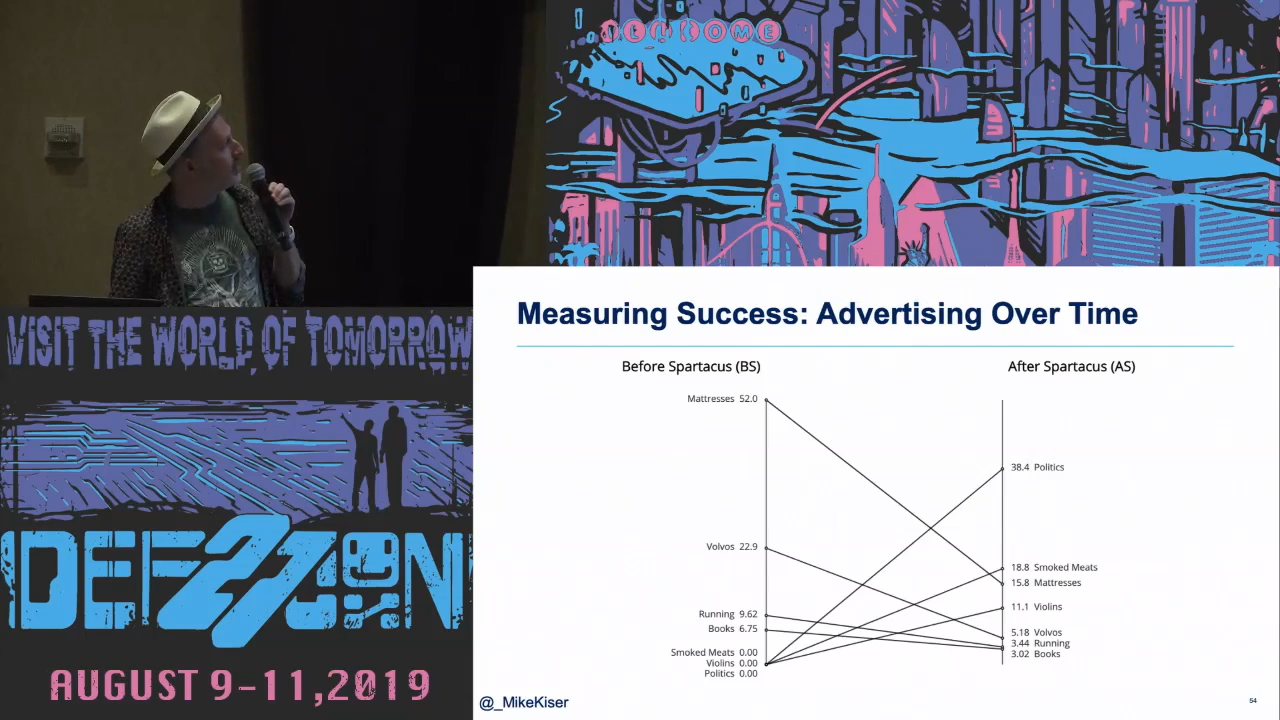 WELCOME
VISIT THE WORLD OF TOMORROW
DEF 27 CON
AUGUST 9-11,2019
Measuring Success: Advertising Over Time
Before Spartacus (BS)
After Spartacus (AS)
Mattresses 52.0
Volvos 22.9
Running 9.62
Books 6.75
Smoked Meats 0.00
Violins 0.00
Politics 0.00
38.4 Politics
18.8 Smoked Meats
15.8 Mattresses
11.1 Violins
5.18 Volvos
3.44 Running
3.02 Books
@_MikeKiser
54